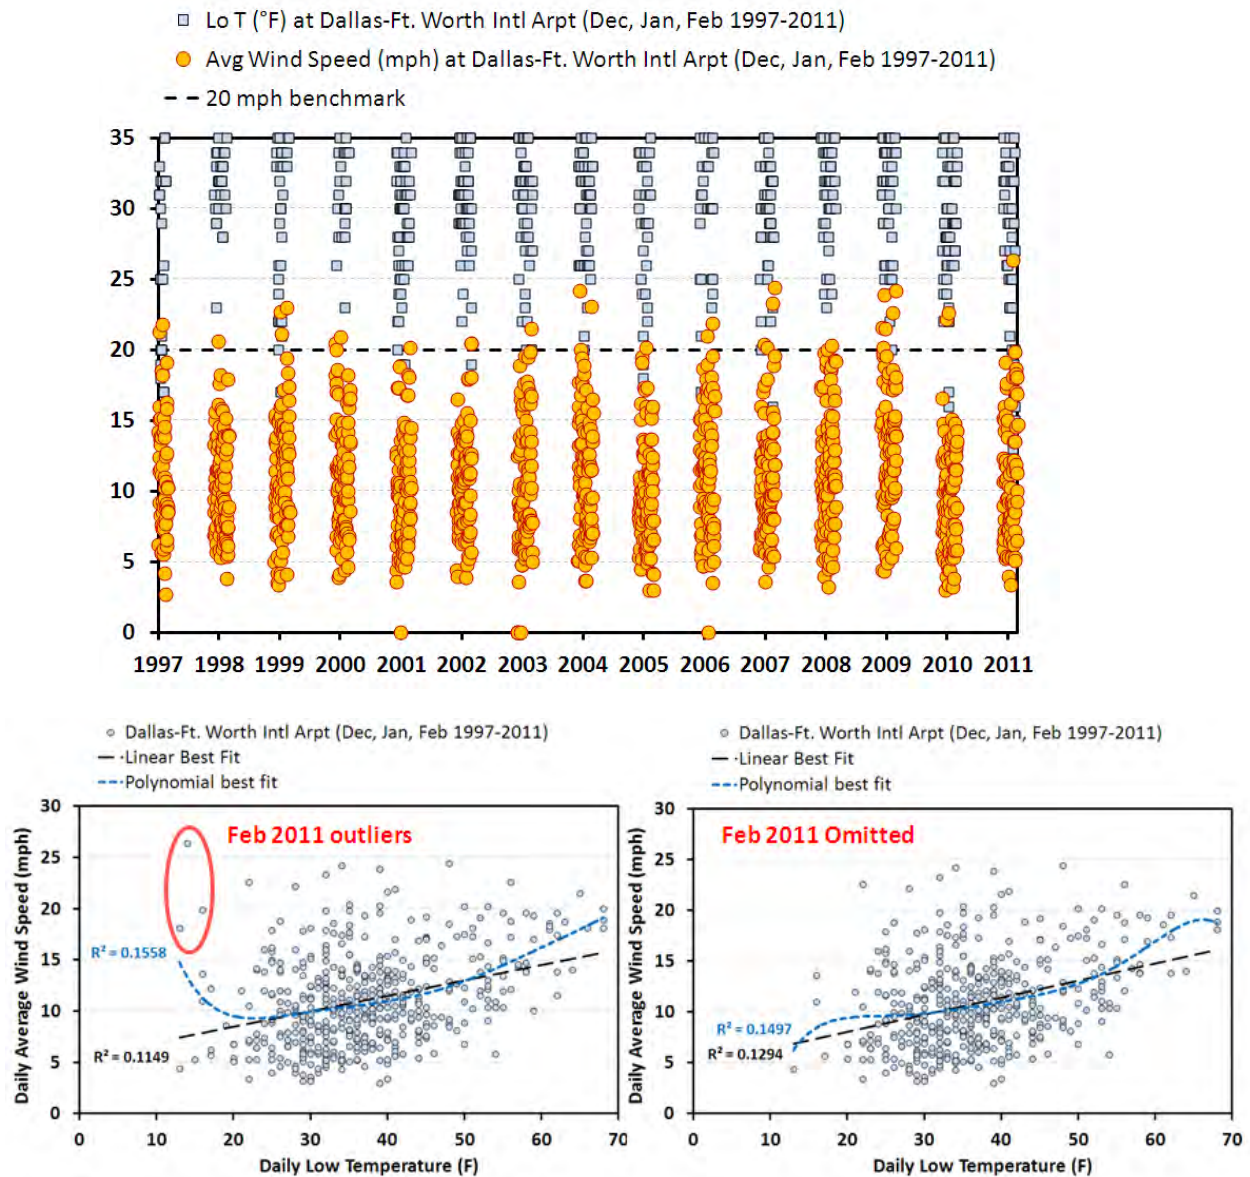 Lo T (°F) at Dallas-Ft. Worth Intl Arpt (Dec, Jan, Feb 1997-2011)
Avg Wind Speed (mph) at Dallas-Ft. Worth Intl Arpt (Dec, Jan, Feb 1997-2011)
20 mph benchmark
35
30
25
20
15
10
5
0
1997 1998 1999 2000 2001 2002 2003 2004 2005 2006 2007 2008 2009 2010 2011
Dallas-Ft. Worth Intl Arpt (Dec, Jan, Feb 1997-2011)
Linear Best Fit
Polynomial best fit
Daily Average Wind Speed (mph)
30
25
20
15
10
5
0
Feb 2011 outliers
R² = 0.1558
R² = 0.1149
0 10 20 30 40 50 60 70
Daily Low Temperature (F)
Dallas-Ft. Worth Intl Arpt (Dec, Jan, Feb 1997-2011)
Linear Best Fit
Polynomial best fit
Daily Average Wind Speed (mph)
30
25
20
15
10
5
0
Feb 2011 Omitted
R² = 0.1497
R² = 0.1294
0 10 20 30 40 50 60 70
Daily Low Temperature (F)